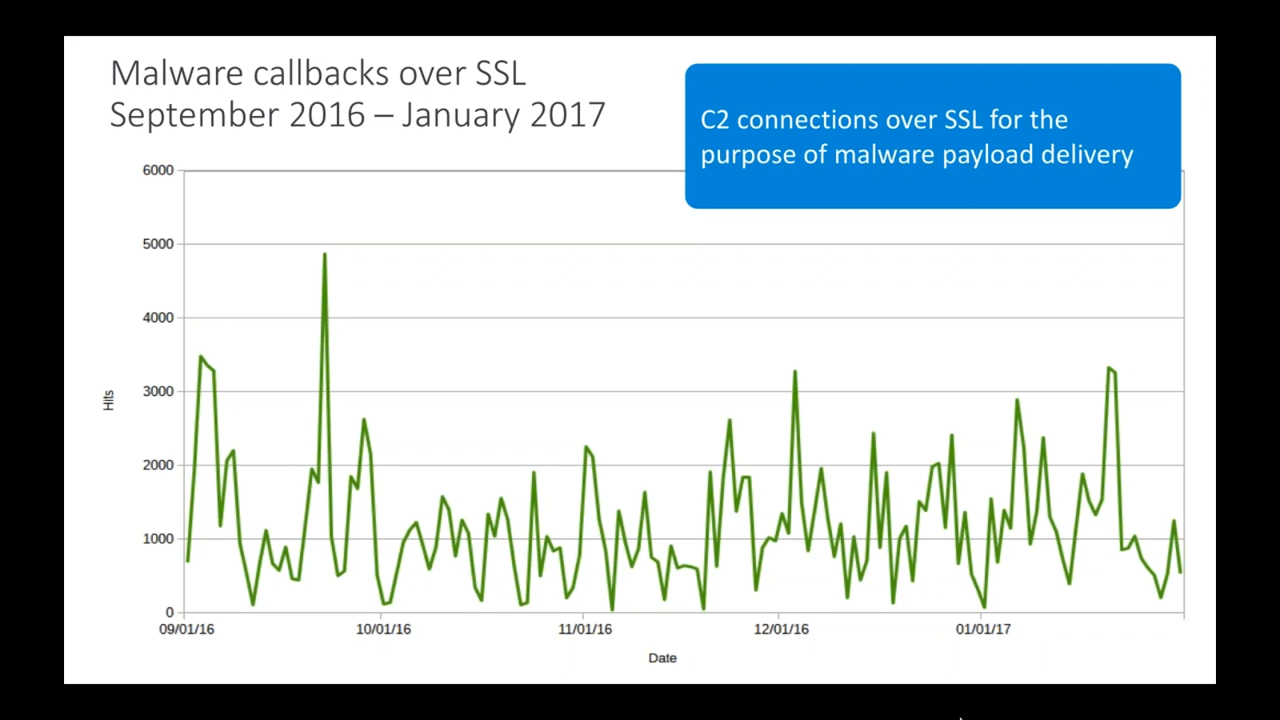 Malware callbacks over SSL
September 2016 – January 2017
C2 connections over SSL for the
purpose of malware payload delivery
6000
5000
4000
3000
2000
1000
0
Hits
09/01/16
10/01/16
11/01/16
12/01/16
01/01/17
Date